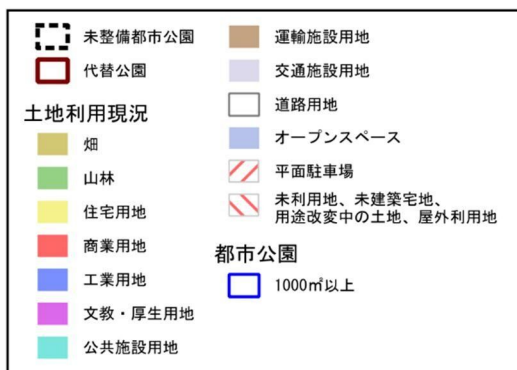 未整備都市公園
代替公園
土地利用現況
畑
山林
住宅用地
商業用地
工業用地
文教・厚生用地
公共施設用地
運輸施設用地
交通施設用地
道路用地
オープンスペース
平面駐車場
未利用地、未建築宅地、
用途改変中の土地、屋外利用地
都市公園
1000㎡以上